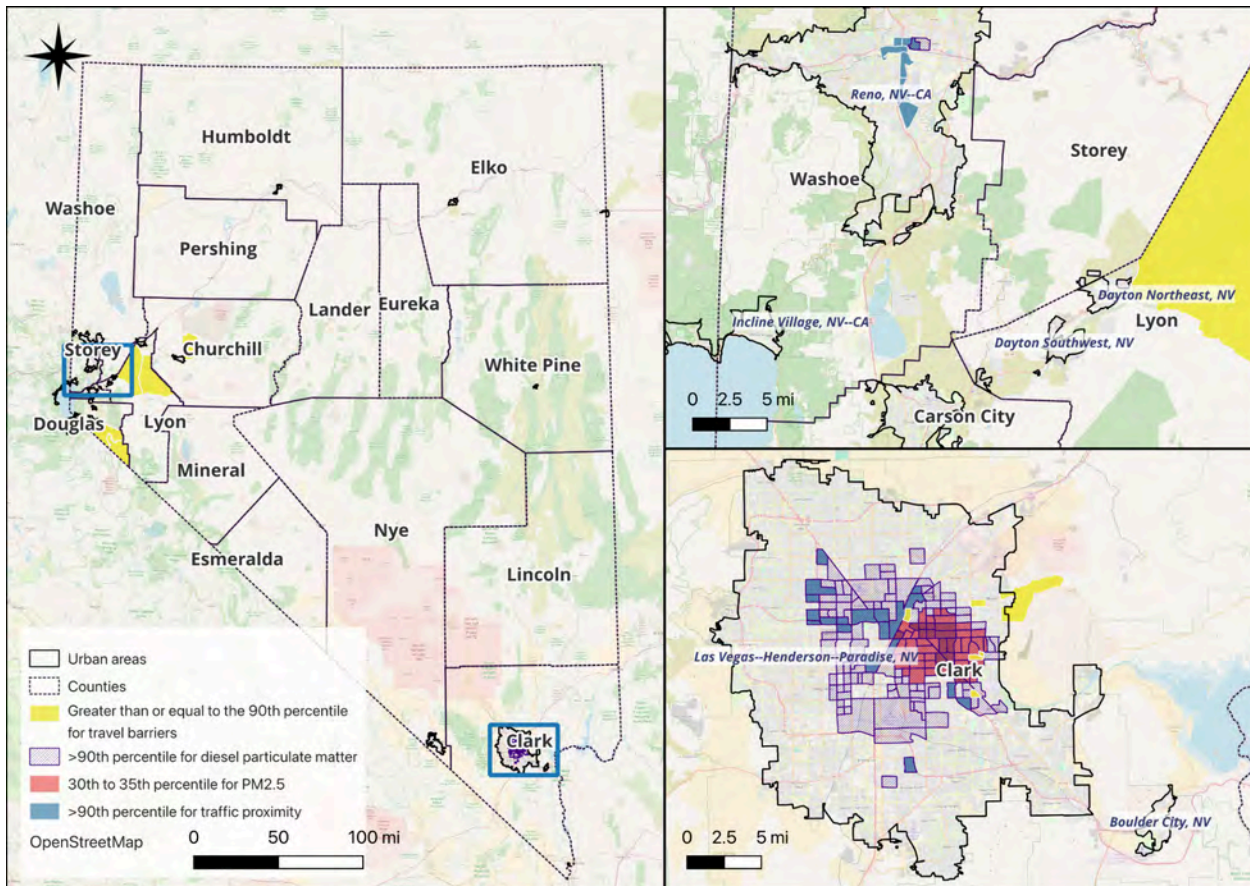 Humboldt
Elko
Washoe
Pershing
Lander
Eureka
Storey
Churchill
White Pine
Douglas
Lyon
Mineral
Nye
Esmeralda
Lincoln
Clark
Urban areas
Counties
Greater than or equal to the 90th percentile
for travel barriers
>90th percentile for diesel particulate matter
30th to 35th percentile for PM2.5
>90th percentile for traffic proximity
OpenStreetMap
0 50 100 mi
Reno, NV--CA
Storey
Washoe
Dayton Northeast, NV
Incline Village, NV--CA
Lyon
Dayton Southwest, NV
0 2.5 5 mi
Carson City
Las Vegas--Henderson--Paradise, NV
Clark
Boulder City, NV
0 2.5 5 mi